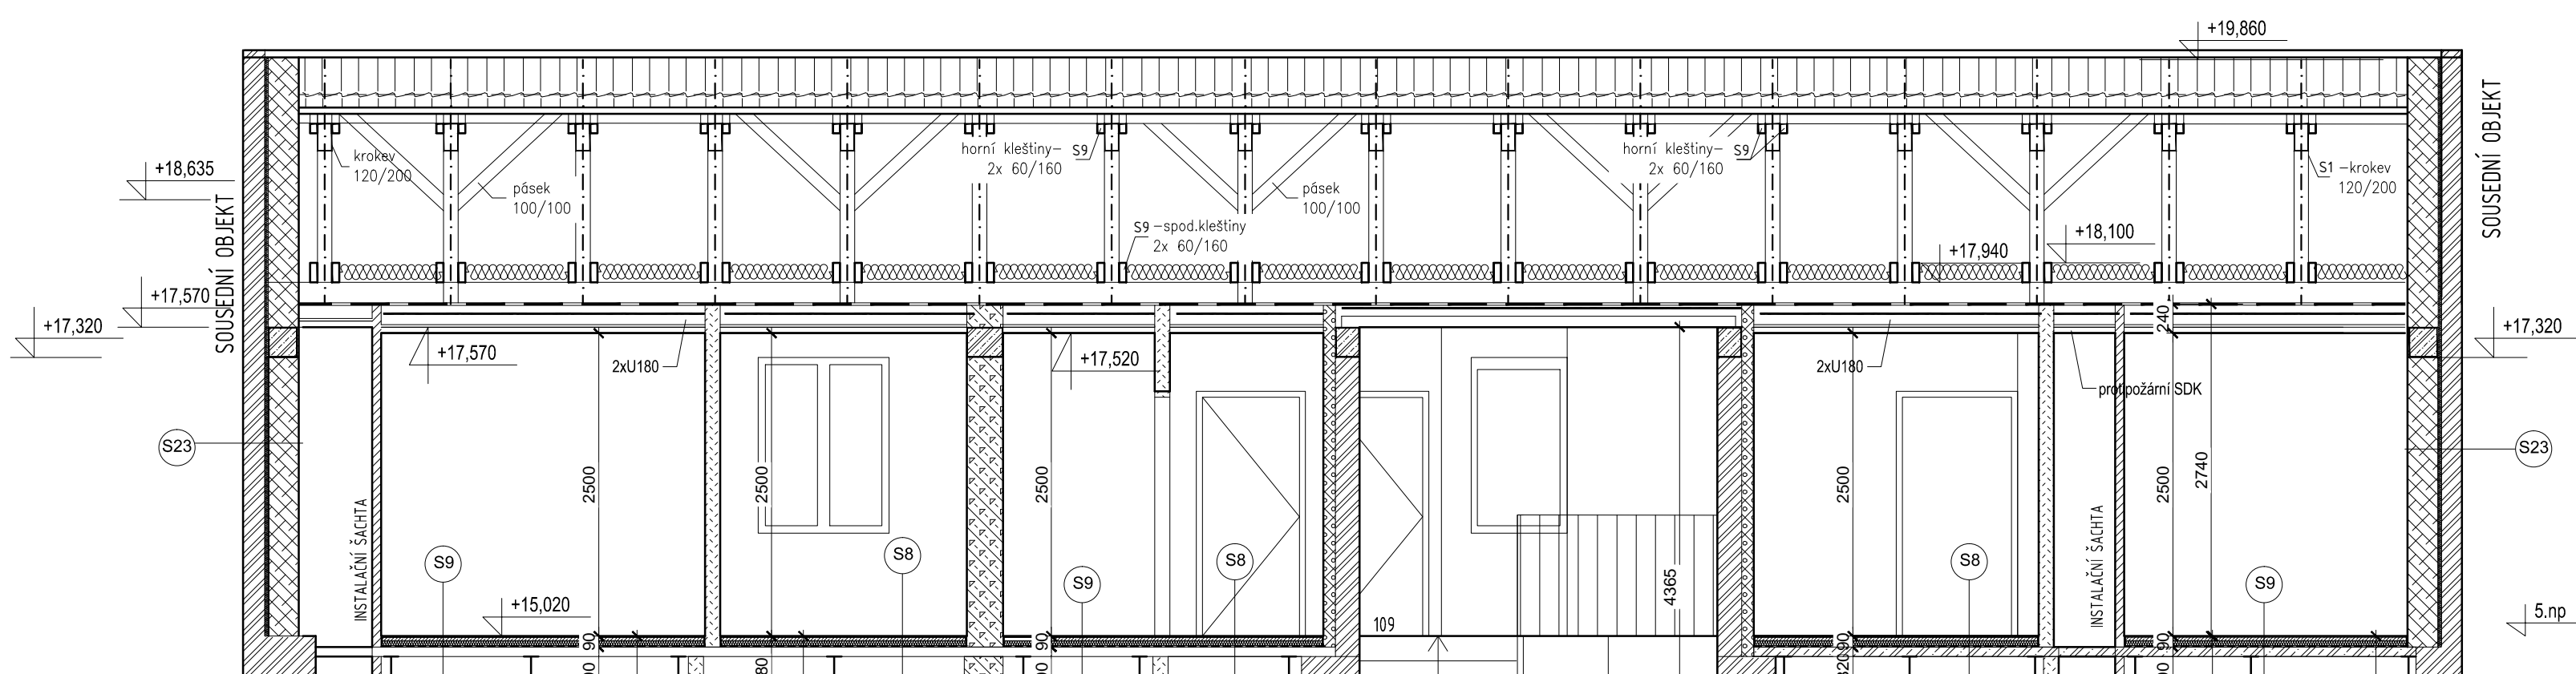 +19,860
SOUSEDNÍ OBJEKT
SOUSEDNÍ OBJEKT
krokev
120/200
pásek
100/100
horní kleštiny–
2x 60/160
S9
pásek
100/100
horní kleštiny–
2x 60/160
S9
S1 –krokev
120/200
+18,635
S9 –spod.kleštiny
2x 60/160
+17,940
+18,100
+17,570
+17,320
+17,570
2xU180
+17,520
2xU180
240
protipožární SDK
+17,320
S23
S23
2500
2500
2500
2500
2500
2740
INSTALAČNÍ ŠACHTA
INSTALAČNÍ ŠACHTA
S9
S8
S9
S8
S8
S9
4365
+15,020
109
5.np
90
90
90
90